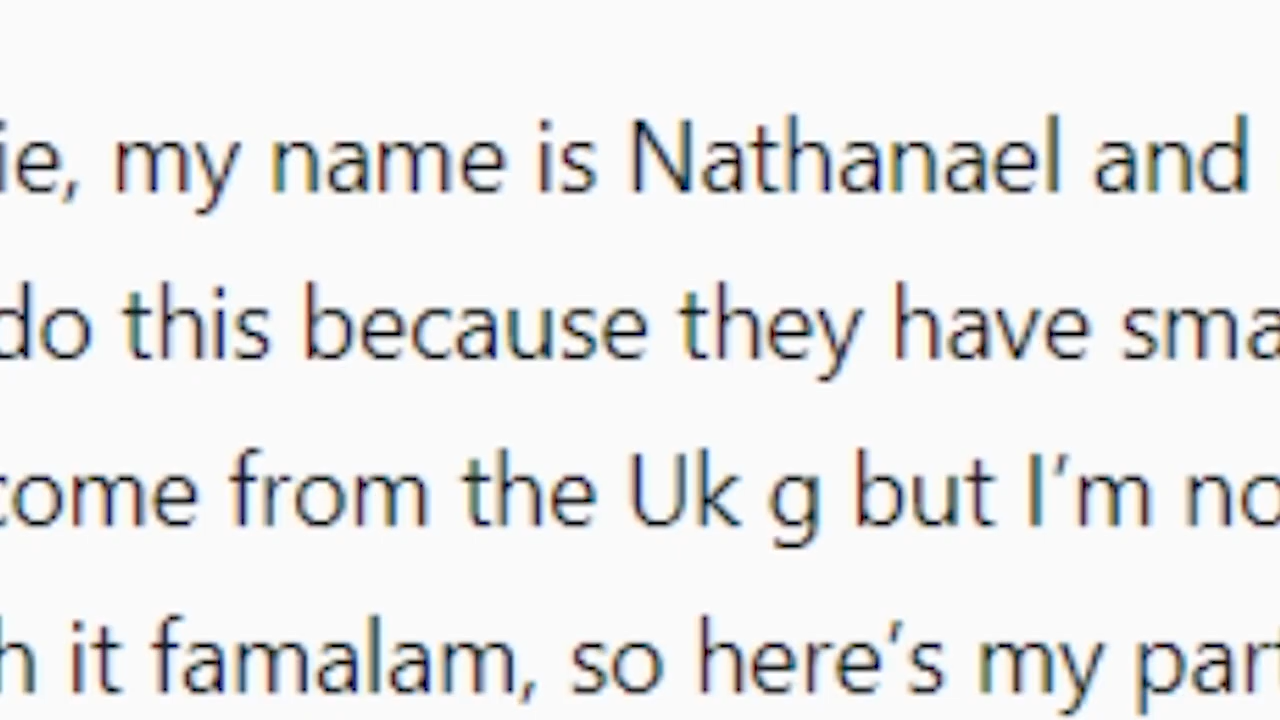 ie, my name is Nathanael and
do this because they have sma
come from the Uk g but I’m no
h it famalam, so here’s my part